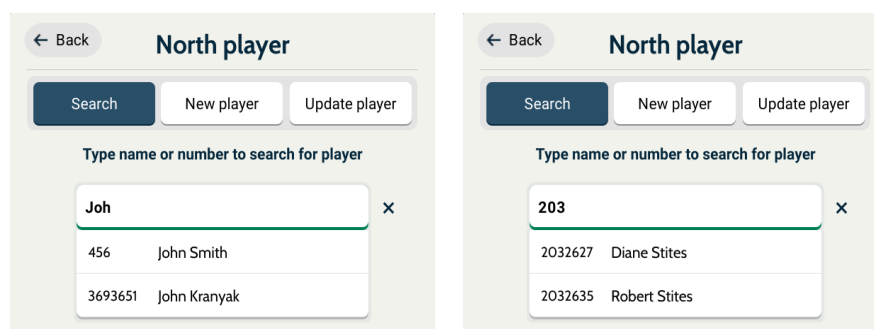 ← Back
North player
Search New player Update player
Type name or number to search for player
Joh ×
456 John Smith
3693651 John Kranyak
← Back
North player
Search New player Update player
Type name or number to search for player
203 ×
2032627 Diane Stites
2032635 Robert Stites